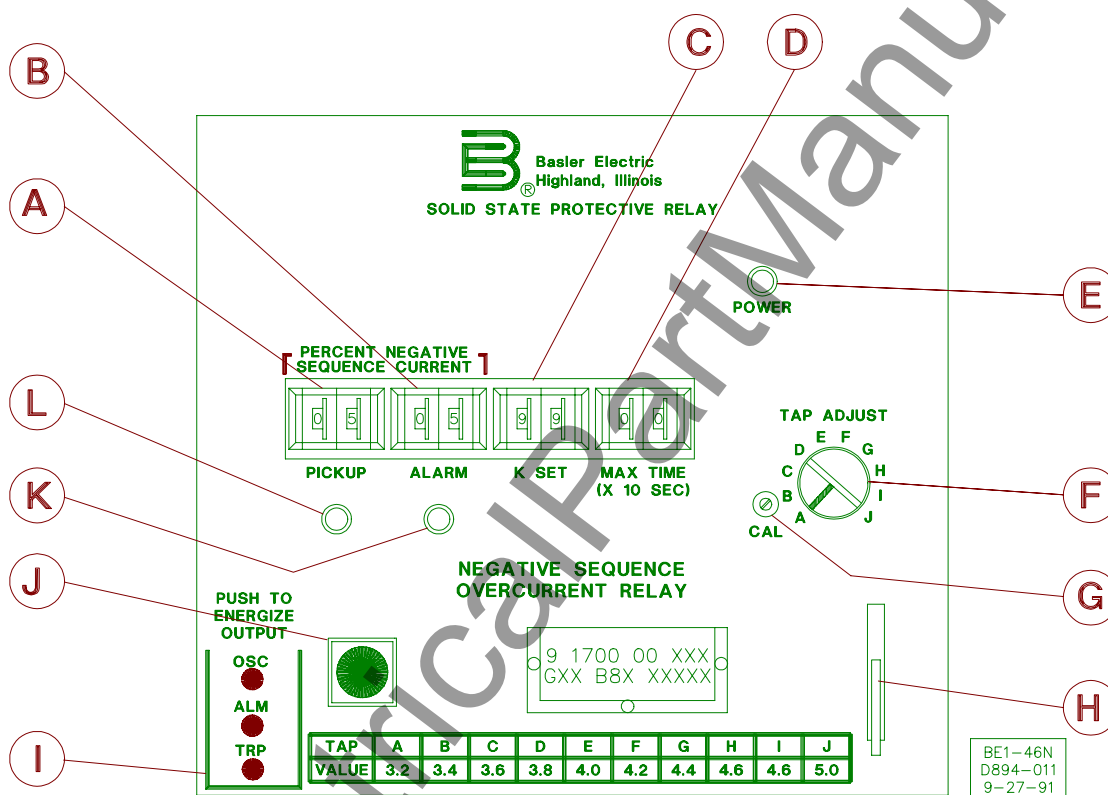 C
D
B
Basler Electric
Highland, Illinois
®
SOLID STATE PROTECTIVE RELAY
A
POWER
E
PERCENT NEGATIVE
SEQUENCE CURRENT
0 5
0 5
9 9
0 0
L
TAP ADJUST
A B C D E F G H I J
PICKUP
ALARM
K SET
MAX TIME
(X 10 SEC)
F
K
CAL
NEGATIVE SEQUENCE
OVERCURRENT RELAY
J
G
PUSH TO
ENERGIZE
OUTPUT
OSC
ALM
TRP
9 1700 00 XXX
GXX B8X XXXXX
H
TAP A B C D E F G H I J
VALUE 3.2 3.4 3.6 3.8 4.0 4.2 4.4 4.6 4.6 5.0
I
BE1-46N
D894-011
9-27-91
tricalPartManu